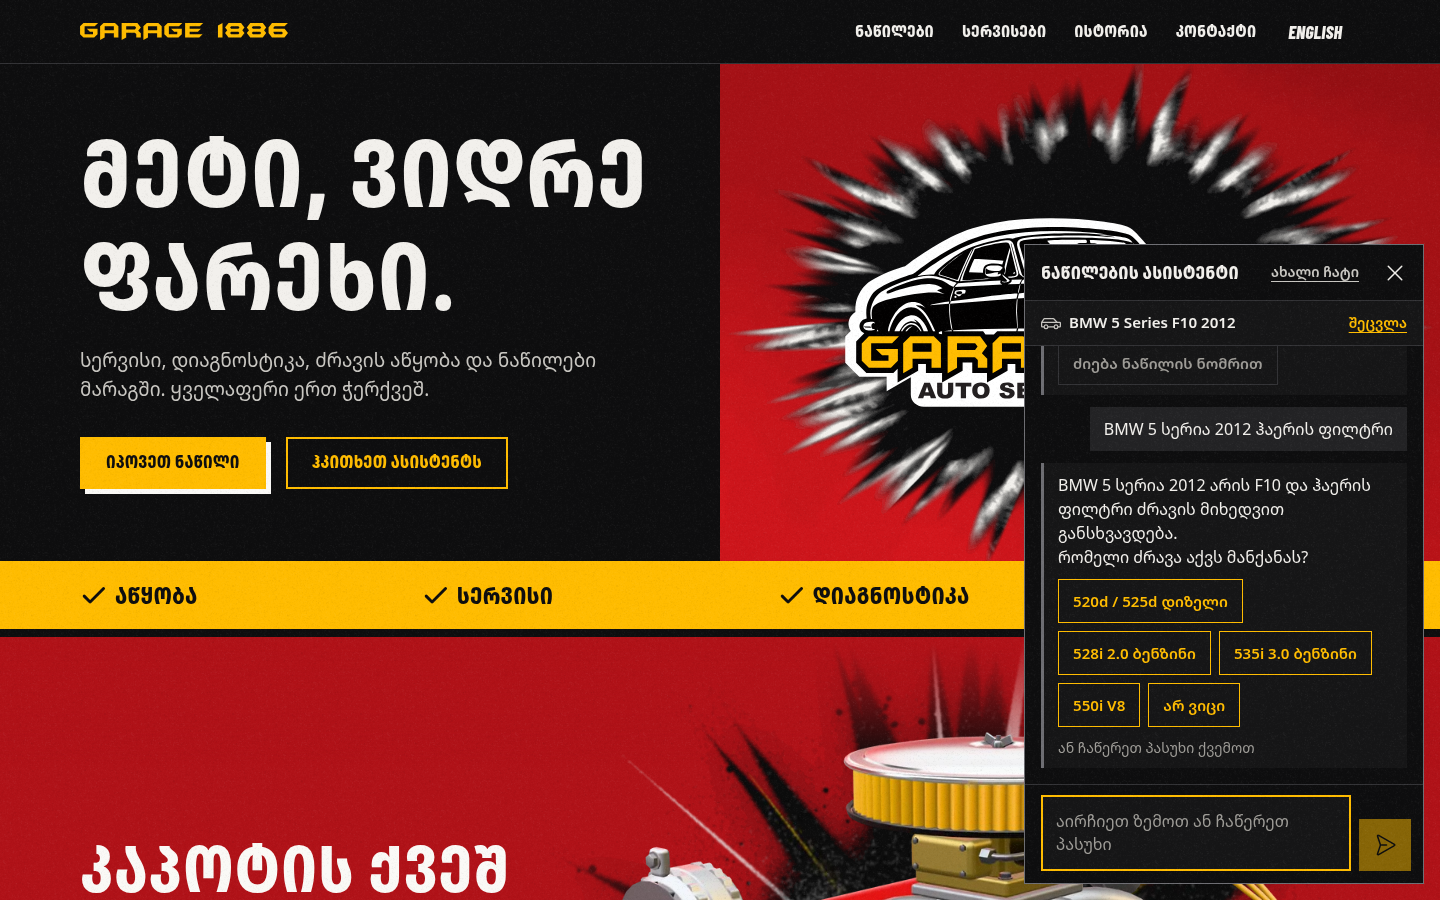 GARAGE 1886
ნაწილები
სერვისები
ისტორია
კონტაქტი
ENGLISH
მეტი, ვიდრე
ფარეხი.
სერვისი, დიაგნოსტიკა, ძრავის აწყობა და ნაწილები
მარაგში. ყველაფერი ერთ ჭერქვეშ.
იპოვეთ ნაწილი
ჰკითხეთ ასისტენტს
აწყობა
სერვისი
დიაგნოსტიკა
კაპოტის ქვეშ
ნაწილების ასისტენტი
ახალი ჩატი
BMW 5 Series F10 2012
შეცვლა
ძიება ნაწილის ნომრით
BMW 5 სერია 2012 ჰაერის ფილტრი
BMW 5 სერია 2012 არის F10 და ჰაერის
ფილტრი ძრავის მიხედვით
განსხვავდება.
რომელი ძრავა აქვს მანქანას?
520d / 525d დიზელი
528i 2.0 ბენზინი
535i 3.0 ბენზინი
550i V8
არ ვიცი
ან ჩაწერეთ პასუხი ქვემოთ
აირჩიეთ ზემოთ ან ჩაწერეთ
პასუხი